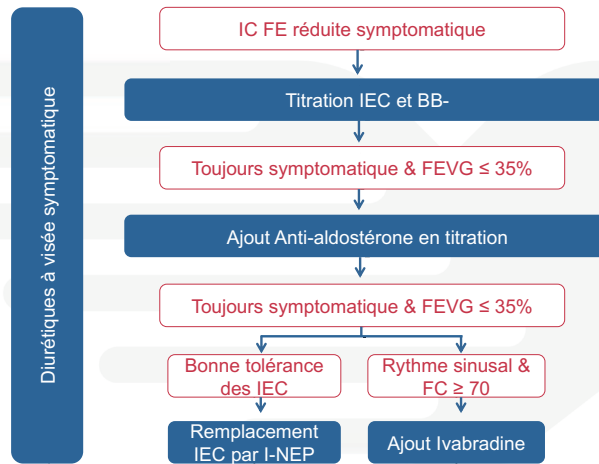 Diurétiques à visée symptomatique
IC FE réduite symptomatique
Titration IEC et BB-
Toujours symptomatique & FEVG ≤ 35%
Ajout Anti-aldostérone en titration
Toujours symptomatique & FEVG ≤ 35%
Bonne tolérance
des IEC
Rythme sinusal &
FC ≥ 70
Remplacement
IEC par I-NEP
Ajout Ivabradine